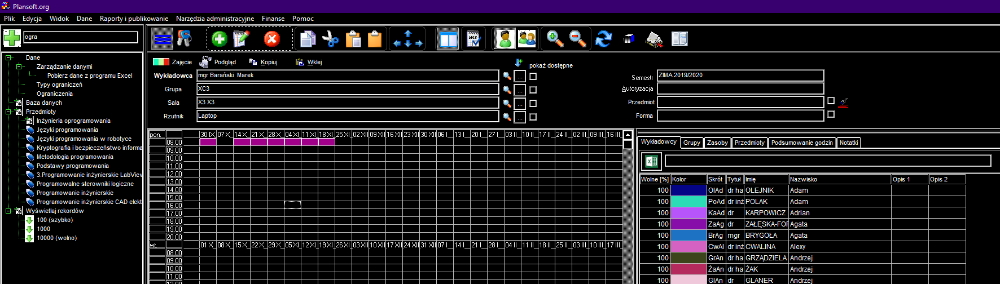 Plansoft.org
Plik Edycja Widok Dane Raporty i publikowanie Narzędzia administracyjne Finanse Pomoc
ogra
WGS
Dane
Zarządzanie danymi
Pobierz dane z programu Excel
Typy ograniczeń
Ograniczenia
Baza danych
Przedmioty
Inżynieria oprogramowania
Języki programowania
Języki programowania w robotyce
Kryptografia i bezpieczeństwo informa
Metodologia programowania
Podstawy programowania
3.Programowanie inżynierskie LabView
Programowalne sterowniki logiczne
Programowanie inżynierskie
Programowanie inżynierskie CAD elekt
Wyświetlaj rekordów
100 (szybko)
1000
10000 (wolno)
Zajęcie Podgląd Kopiuj Wklej
pokaż dostępne
Wykładowca mgr Barański Marek ...
Grupa XC3 ...
Sala X3 X3 ...
Rzutnik Laptop ...
Semestr ZIMA 2019/2020
Autoryzacja
Przedmiot
Forma
pon. 30 IX 07 X 14 X 21 X 28 X 04 XI 11 XI 18 XI 25 XI 02 XII 09 XII 16 XII 23 XII 30 XII 06 I 13 I 20 I 27 I 03 II 10 II 17 II 24 II 02 III 09 III 16 III
08.00
09.00
10.00
11.00
12.00
13.00
14.00
15.00
16.00
17.00
18.00
19.00
20.00
wt. 01 X 08 X 15 X 22 X 29 X 05 XI 12 XI 19 XI 26 XI 03 XII 10 XII 17 XII 24 XII 31 XII 07 I 14 I 21 I 28 I 04 II 11 II 18 II 25 II 03 III 10 III 17 III
08.00
09.00
10.00
11.00
12.00
Wykładowcy Grupy Zasoby Przedmioty Podsumowanie godzin Notatki
Wolne [%] Kolor Skrót Tytuł Imię Nazwisko Opis 1 Opis 2
100 OlAd dr ha OLEJNIK Adam
100 PoAd dr inż POLAK Adam
100 KaAd dr KARPOWICZ Adrian
100 ZaAg dr ZAŁĘSKA-FOR Agata
100 BrAg mgr BRYGOŁA Agata
100 CwAl dr inż CWALINA Alexy
100 GrAn dr ha GRZĄDZIELA Andrzej
100 ŻaAn dr ha ŻAK Andrzej
100 GlAn dr GLANER Andrzej